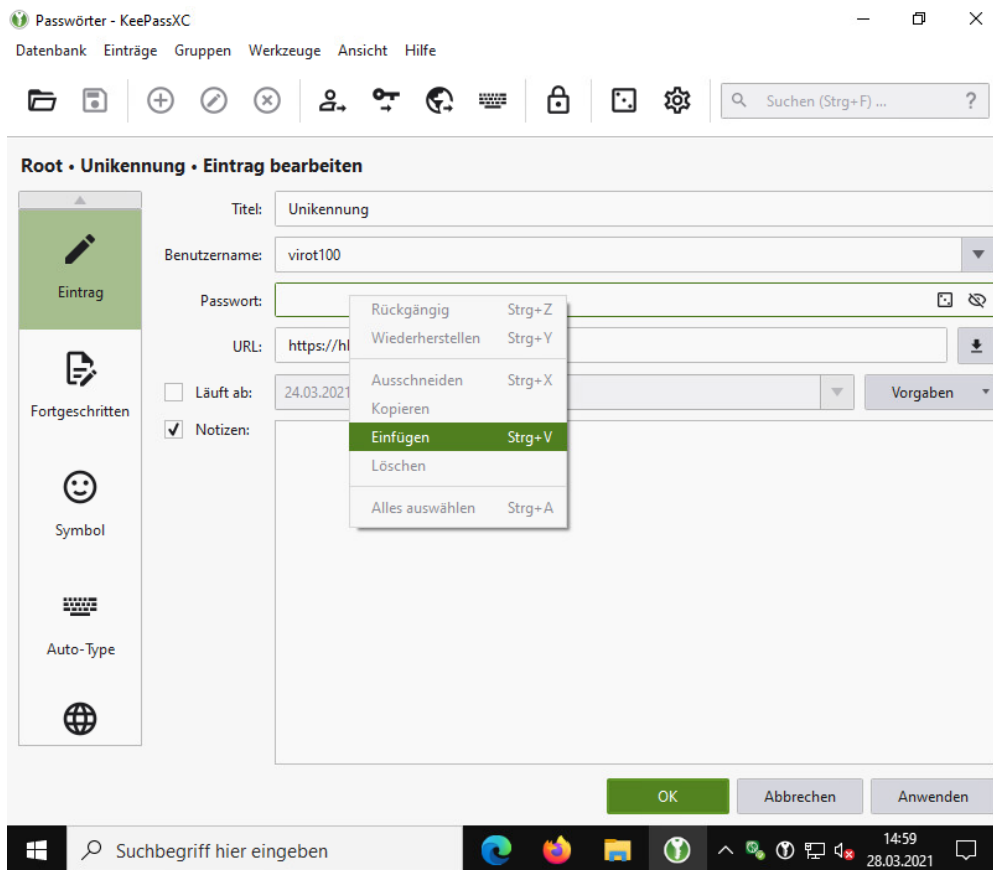 Passwörter - KeePassXC
Datenbank Einträge Gruppen Werkzeuge Ansicht Hilfe
Suchen (Strg+F) ... ?
Root • Unikennung • Eintrag bearbeiten
Eintrag
Fortgeschritten
Symbol
Auto-Type
Titel: Unikennung
Benutzername: virot100
Passwort:
URL: https://hl
Läuft ab: 24.03.2021 Vorgaben
Notizen:
Rückgängig Strg+Z
Wiederherstellen Strg+Y
Ausschneiden Strg+X
Kopieren
Einfügen Strg+V
Löschen
Alles auswählen Strg+A
OK Abbrechen Anwenden
Suchbegriff hier eingeben
14:59
28.03.2021